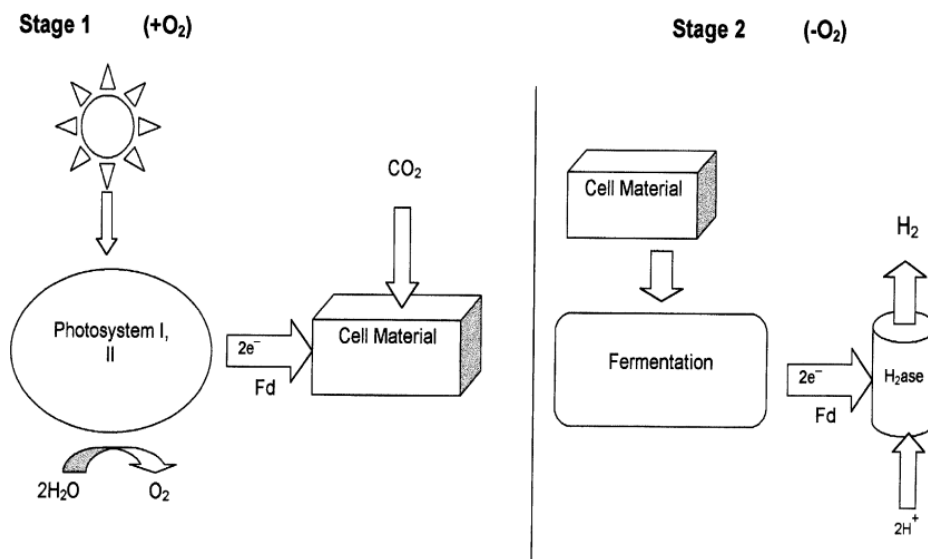 Stage 1 (+O₂)
CO₂
Photosystem I,
II
2e⁻
Fd
Cell Material
2H₂O
O₂
Stage 2 (-O₂)
Cell Material
H₂
Fermentation
2e⁻
Fd
H₂ase
2H⁺